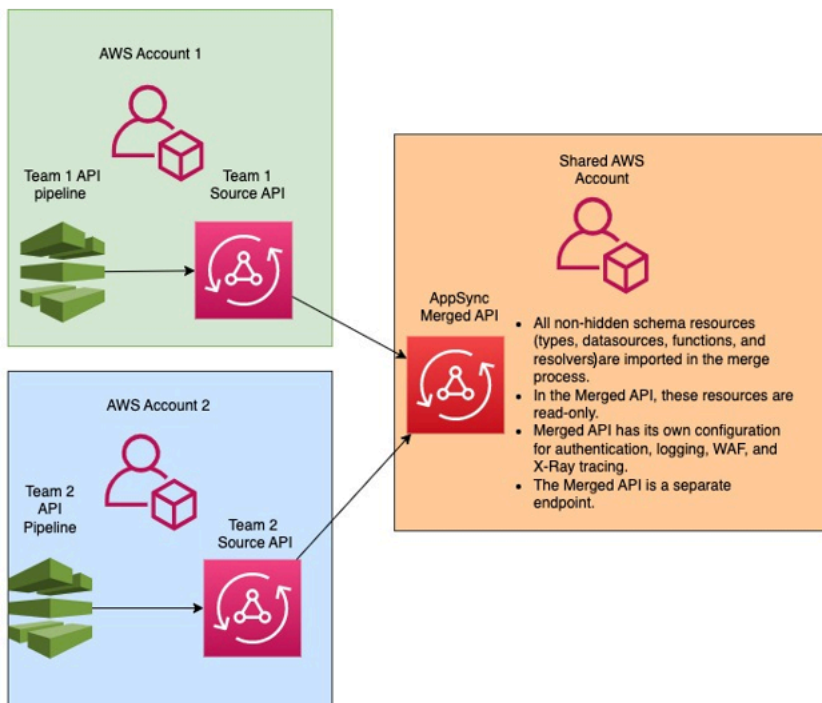 AWS Account 1
Team 1 API
pipeline
Team 1
Source API
AWS Account 2
Team 2
API
Pipeline
Team 2
Source API
Shared AWS
Account
AppSync
Merged API
• All non-hidden schema resources
(types, datasources, functions, and
resolvers)are imported in the merge
process.
• In the Merged API, these resources are
read-only.
• Merged API has its own configuration
for authentication, logging, WAF, and
X-Ray tracing.
• The Merged API is a separate
endpoint.